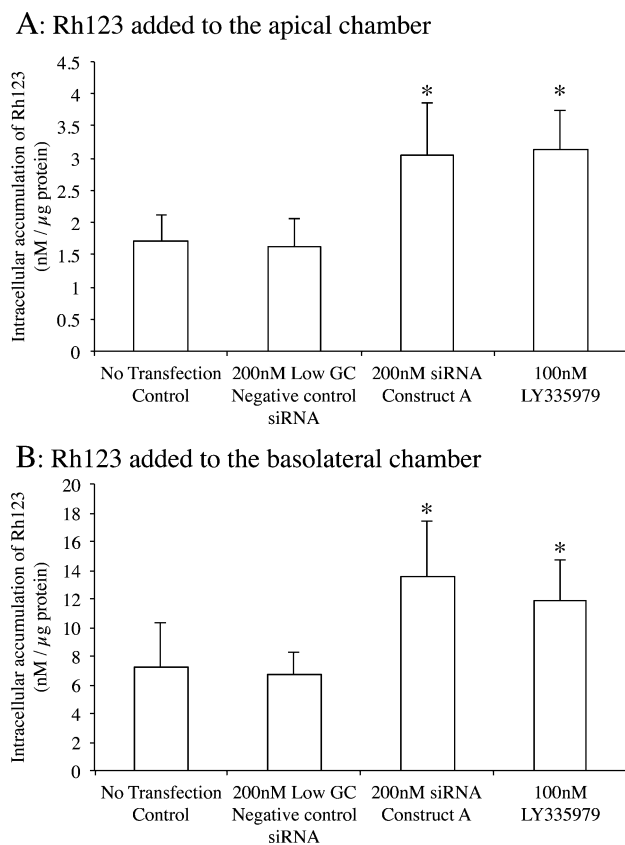 A: Rh123 added to the apical chamber
Intracellular accumulation of Rh123
(nM / µg protein)
4.5
4
3.5
3
2.5
2
1.5
1
0.5
0
*
*
No Transfection
Control
200nM Low GC
Negative control
siRNA
200nM siRNA
Construct A
100nM
LY335979
B: Rh123 added to the basolateral chamber
Intracellular accumulation of Rh123
(nM / µg protein)
20
18
16
14
12
10
8
6
4
2
0
*
*
No Transfection
Control
200nM Low GC
Negative control
siRNA
200nM siRNA
Construct A
100nM
LY335979